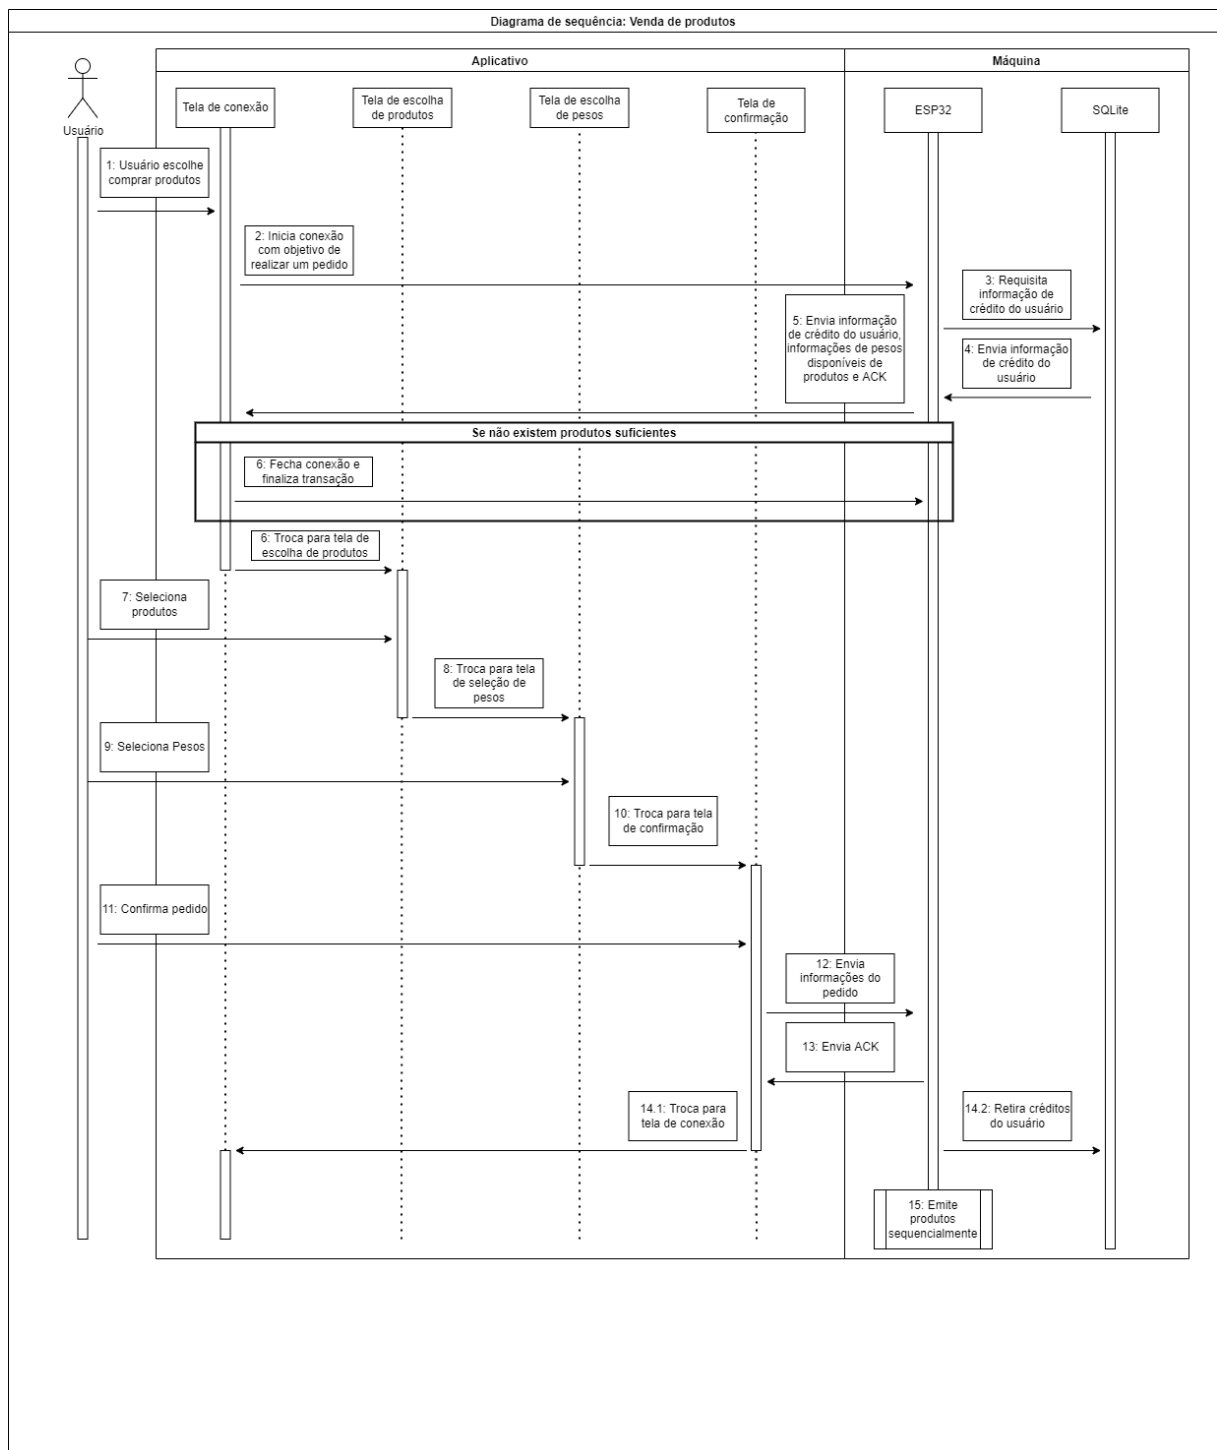 Diagrama de sequência: Venda de produtos
Aplicativo
Máquina
Usuário
Tela de conexão
Tela de escolha
de produtos
Tela de escolha
de pesos
Tela de
confirmação
ESP32
SQLite
1: Usuário escolhe
comprar produtos
2: Inicia conexão
com objetivo de
realizar um pedido
3: Requisita
informação de
crédito do usuário
4: Envia informação
de crédito do
usuário
5: Envia informação
de crédito do usuário,
informações de pesos
disponíveis de
produtos e ACK
Se não existem produtos suficientes
6: Fecha conexão e
finaliza transação
6: Troca para tela de
escolha de produtos
7: Seleciona
produtos
8: Troca para tela
de seleção de
pesos
9: Seleciona Pesos
10: Troca para tela
de confirmação
11: Confirma pedido
12: Envia
informações do
pedido
13: Envia ACK
14.1: Troca para
tela de conexão
14.2: Retira créditos
do usuário
15: Emite
produtos
sequencialmente